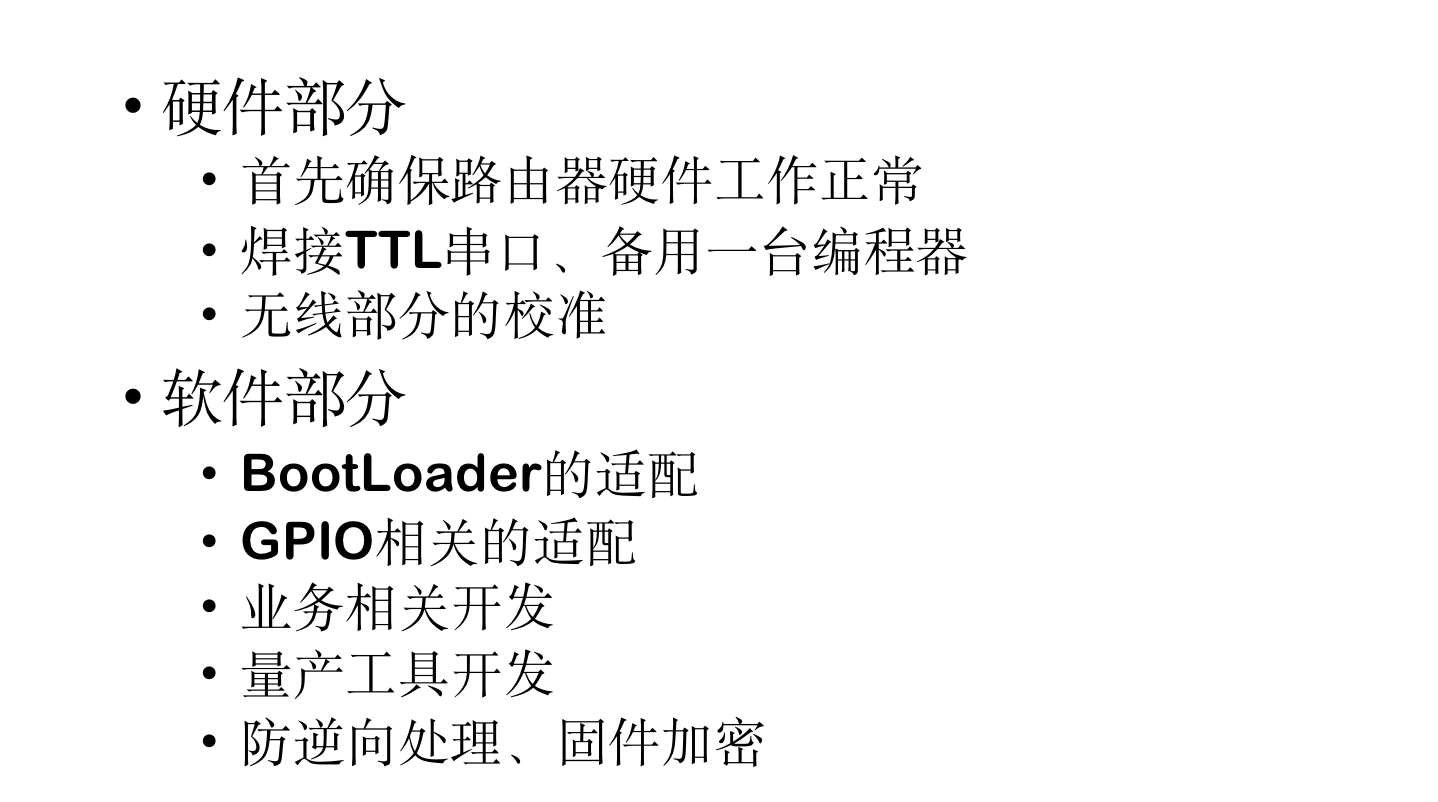 • 硬件部分
• 首先确保路由器硬件工作正常
• 焊接TTL串口、备用一台编程器
• 无线部分的校准
• 软件部分
• BootLoader的适配
• GPIO相关的适配
• 业务相关开发
• 量产工具开发
• 防逆向处理、固件加密